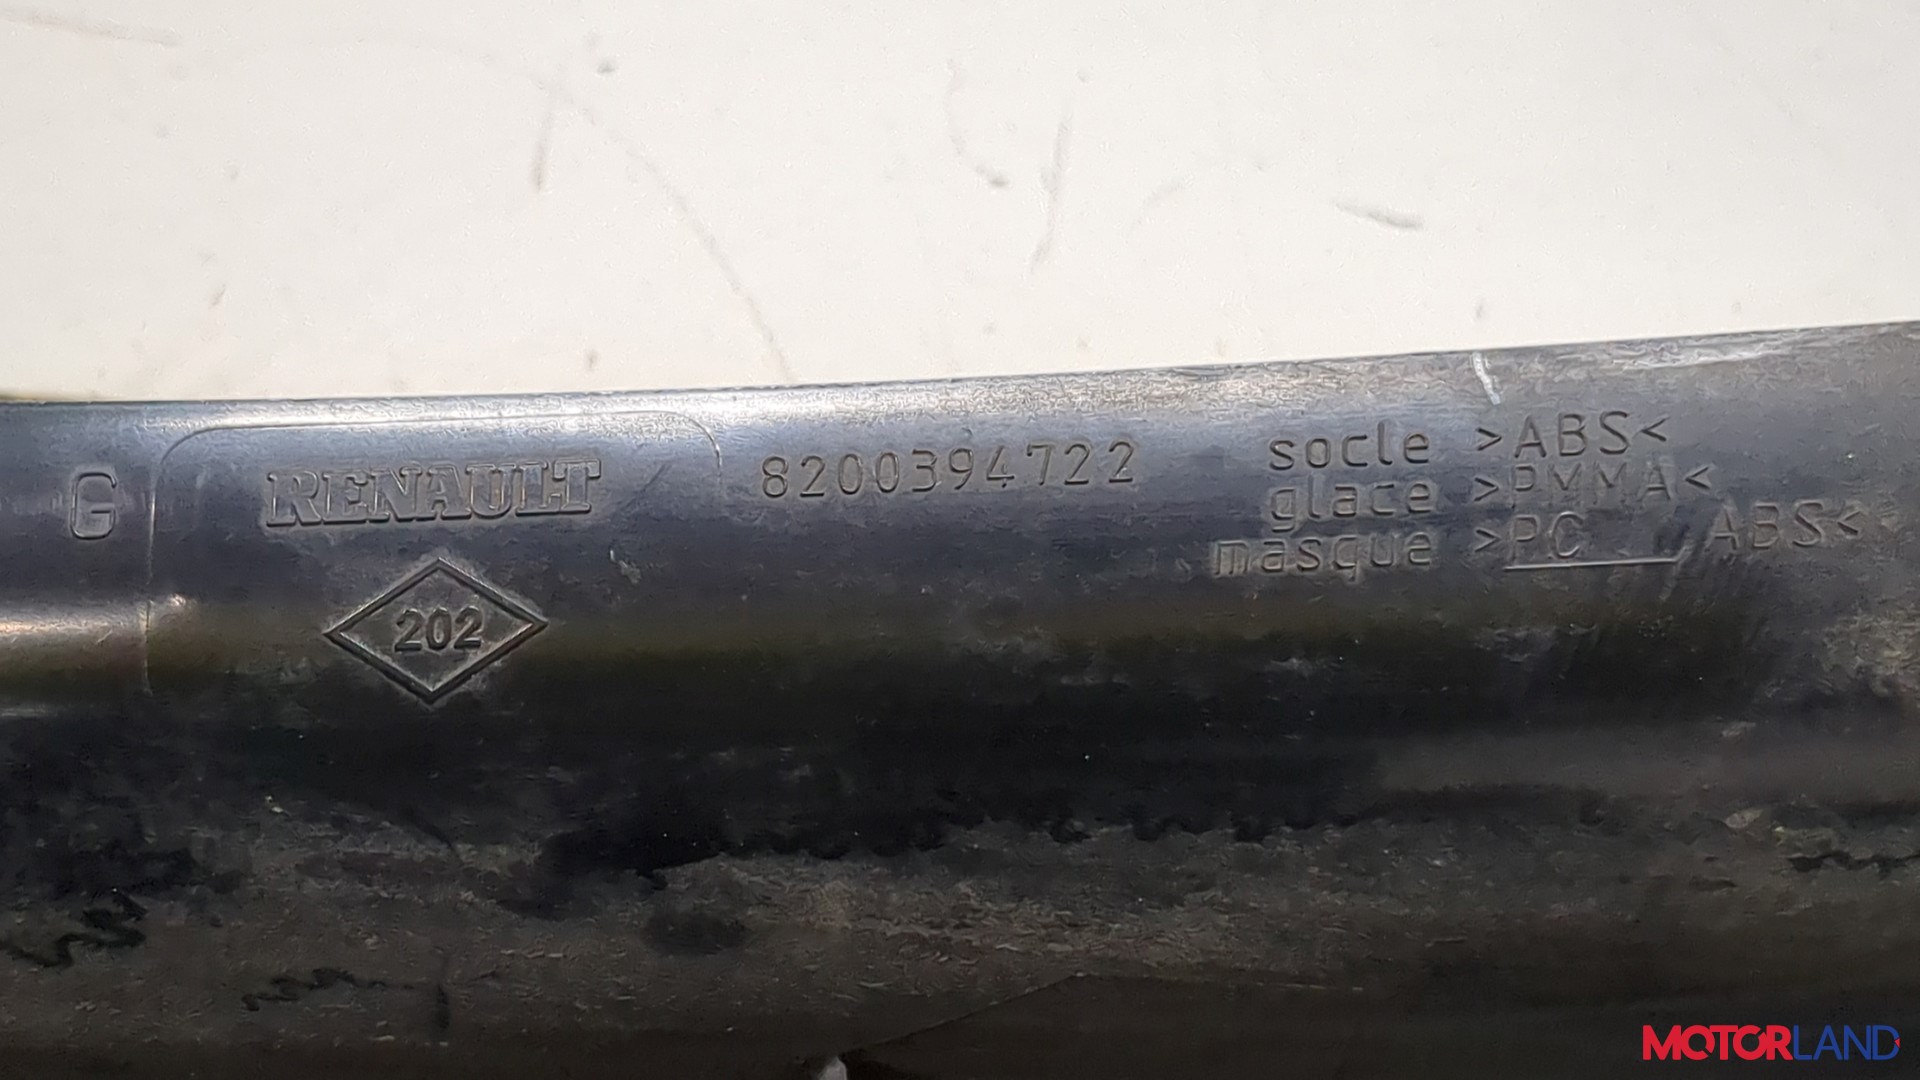 G
RENAULT
202
8200394722
socle >ABS<
glace >PMMA<
masque >PC ABS<
MOTORLAND